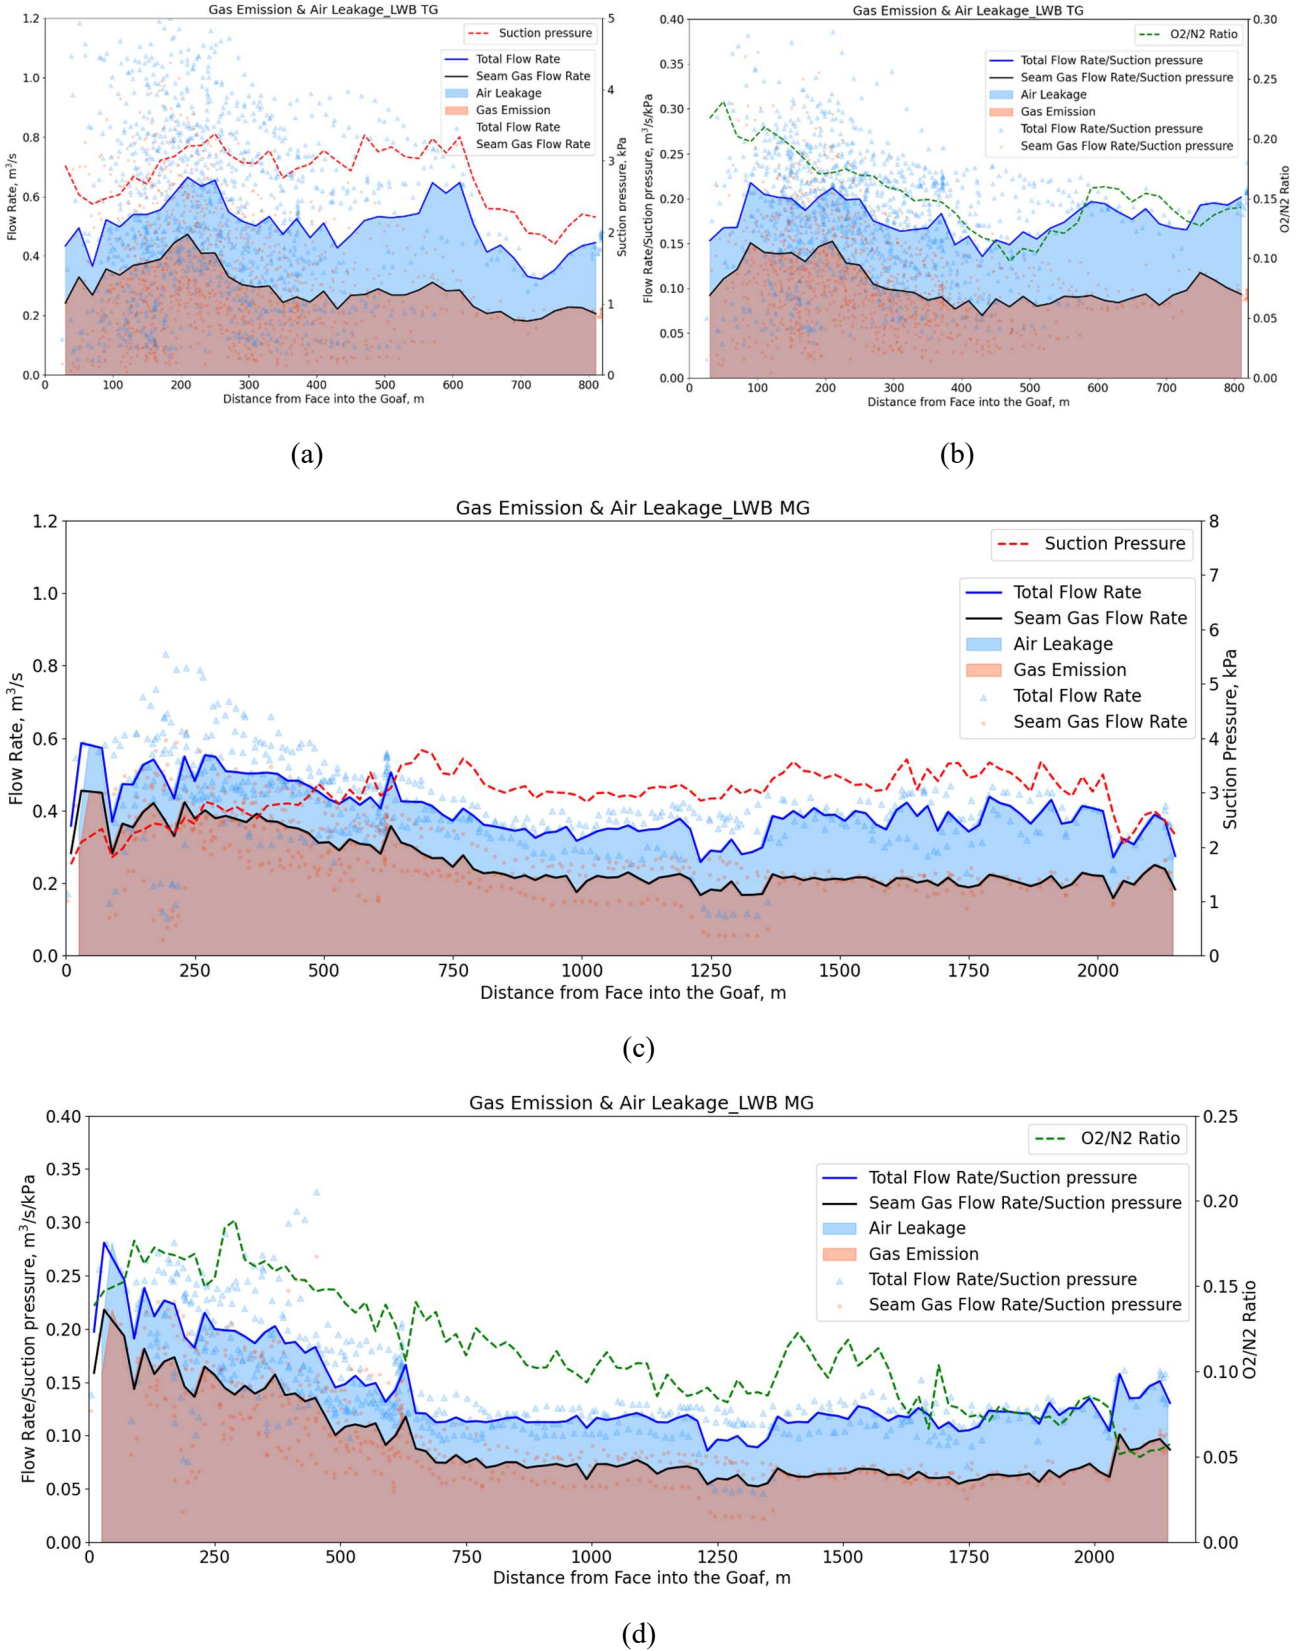 Gas Emission & Air Leakage_LWB TG
Suction pressure
Total Flow Rate
Seam Gas Flow Rate
Air Leakage
Gas Emission
Total Flow Rate
Seam Gas Flow Rate
Flow Rate, m³/s
1.2
1.0
0.8
0.6
0.4
0.2
0.0
Suction pressure, kPa
5
4
3
2
1
0
100 200 300 400 500 600 700 800
Distance from Face into the Goaf, m
(a)
Gas Emission & Air Leakage_LWB TG
O2/N2 Ratio
Total Flow Rate/Suction pressure
Seam Gas Flow Rate/Suction pressure
Air Leakage
Gas Emission
Total Flow Rate/Suction pressure
Seam Gas Flow Rate/Suction pressure
Flow Rate/Suction pressure, m³/s/kPa
0.40
0.35
0.30
0.25
0.20
0.15
0.10
0.05
0.00
O2/N2 Ratio
0.30
0.25
0.20
0.15
0.10
0.05
0.00
0 100 200 300 400 500 600 700 800
Distance from Face into the Goaf, m
(b)
Gas Emission & Air Leakage_LWB MG
Suction Pressure
Total Flow Rate
Seam Gas Flow Rate
Air Leakage
Gas Emission
Total Flow Rate
Seam Gas Flow Rate
Flow Rate, m³/s
1.2
1.0
0.8
0.6
0.4
0.2
0.0
Suction Pressure, kPa
8
7
6
5
4
3
2
1
0
0 250 500 750 1000 1250 1500 1750 2000
Distance from Face into the Goaf, m
(c)
Gas Emission & Air Leakage_LWB MG
O2/N2 Ratio
Total Flow Rate/Suction pressure
Seam Gas Flow Rate/Suction pressure
Air Leakage
Gas Emission
Total Flow Rate/Suction pressure
Seam Gas Flow Rate/Suction pressure
Flow Rate/Suction pressure, m³/s/kPa
0.40
0.35
0.30
0.25
0.20
0.15
0.10
0.05
0.00
O2/N2 Ratio
0.25
0.20
0.15
0.10
0.05
0.00
0 250 500 750 1000 1250 1500 1750 2000
Distance from Face into the Goaf, m
(d)